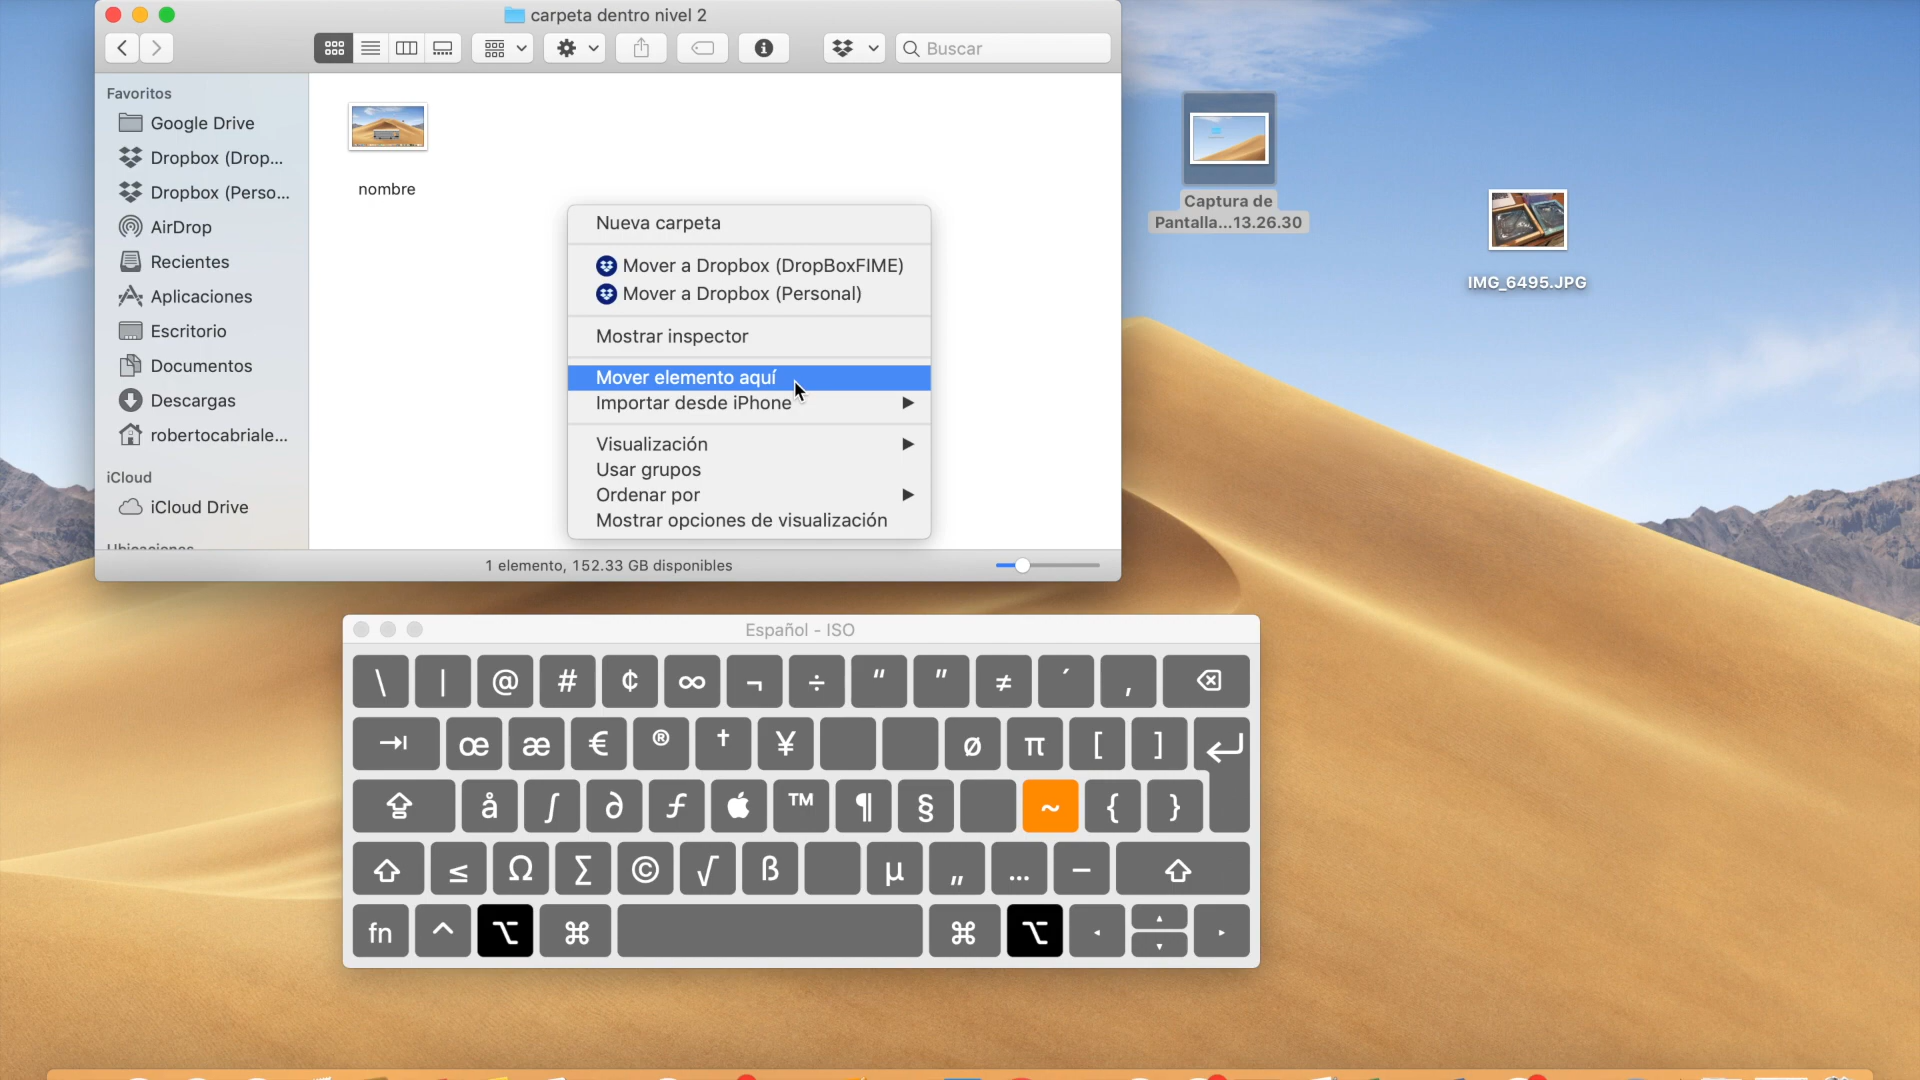 carpeta dentro nivel 2
Buscar
Favoritos
Google Drive
Dropbox (Drop...
Dropbox (Perso...
AirDrop
Recientes
Aplicaciones
Escritorio
Documentos
Descargas
robertocabriale...
iCloud
iCloud Drive
Ubicaciones
nombre
Nueva carpeta
Mover a Dropbox (DropBoxFIME)
Mover a Dropbox (Personal)
Mostrar inspector
Mover elemento aquí
Importar desde iPhone
Visualización
Usar grupos
Ordenar por
Mostrar opciones de visualización
1 elemento, 152.33 GB disponibles
Captura de
Pantalla...13.26.30
IMG_6495.JPG
Español - ISO
\ | @ # ¢ ∞ ¬ ÷ “ ” ≠ ´ ‚
œ æ € ® † ¥ ø π [ ]
å ∫ ∂ ƒ  ™ ¶ § ~ { }
≤ Ω ∑ © √ ß µ „ … –
fn ^ ⌥ ⌘ ⌘ ⌥